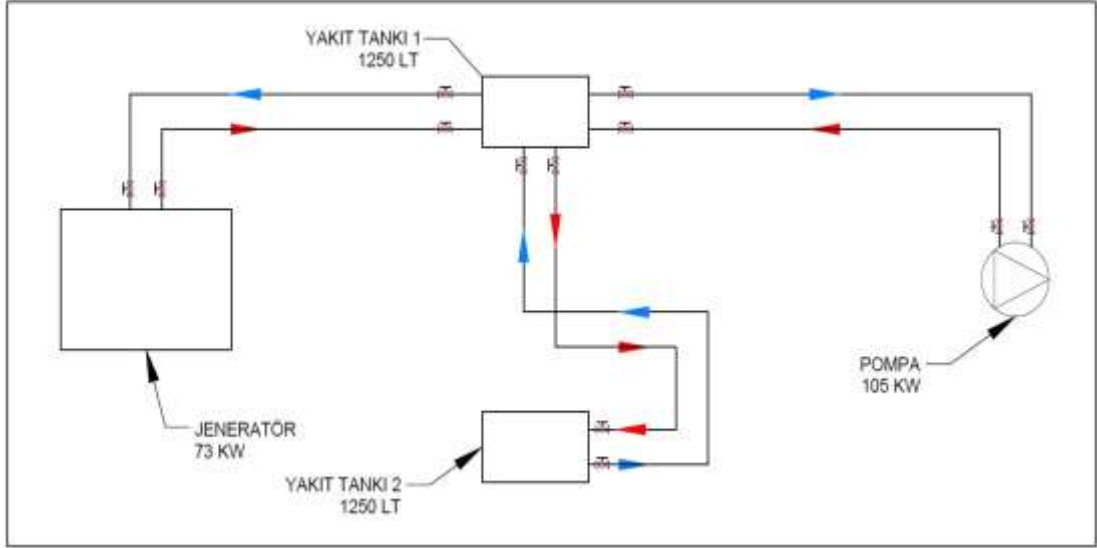 YAKIT TANKI 1
1250 LT
JENERATÖR
73 KW
YAKIT TANKI 2
1250 LT
POMPA
105 KW